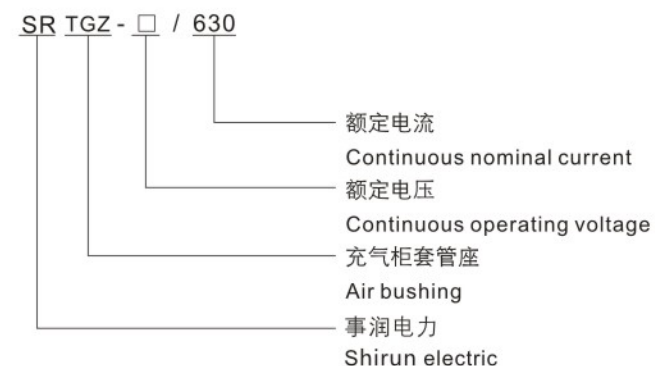 SR TGZ - □ / 630
额定电流
Continuous nominal current
额定电压
Continuous operating voltage
充气柜套管座
Air bushing
事润电力
Shirun electric